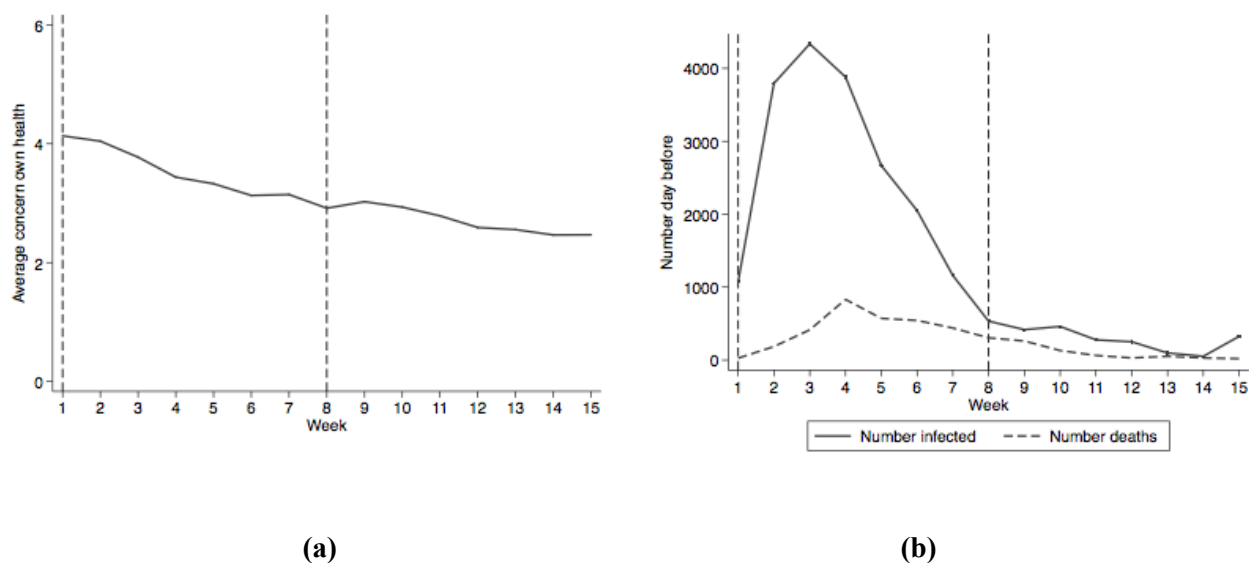 6
4
2
0
Average concern own health
1 2 3 4 5 6 7 8 9 10 11 12 13 14 15
Week
(a)
4000
3000
2000
1000
0
Number day before
1 2 3 4 5 6 7 8 9 10 11 12 13 14 15
Week
Number infected Number deaths
(b)